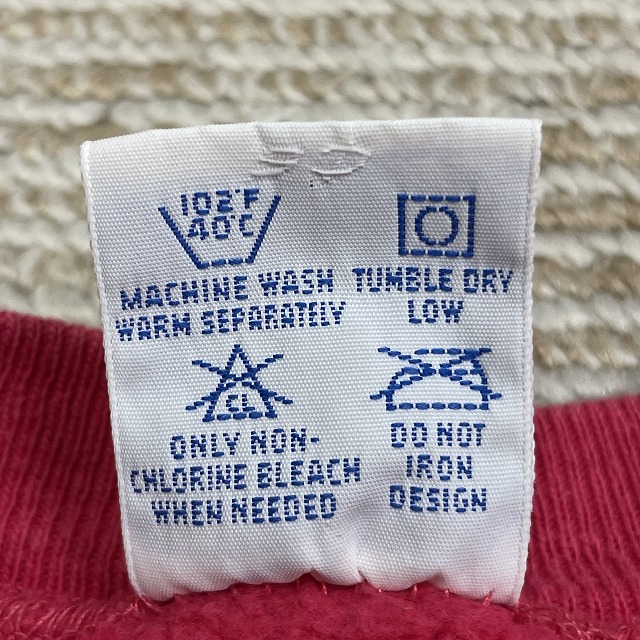 102°F
40°C
MACHINE WASH
WARM SEPARATELY
TUMBLE DRY
LOW
CL
ONLY NON-
CHLORINE BLEACH
WHEN NEEDED
DO NOT
IRON
DESIGN